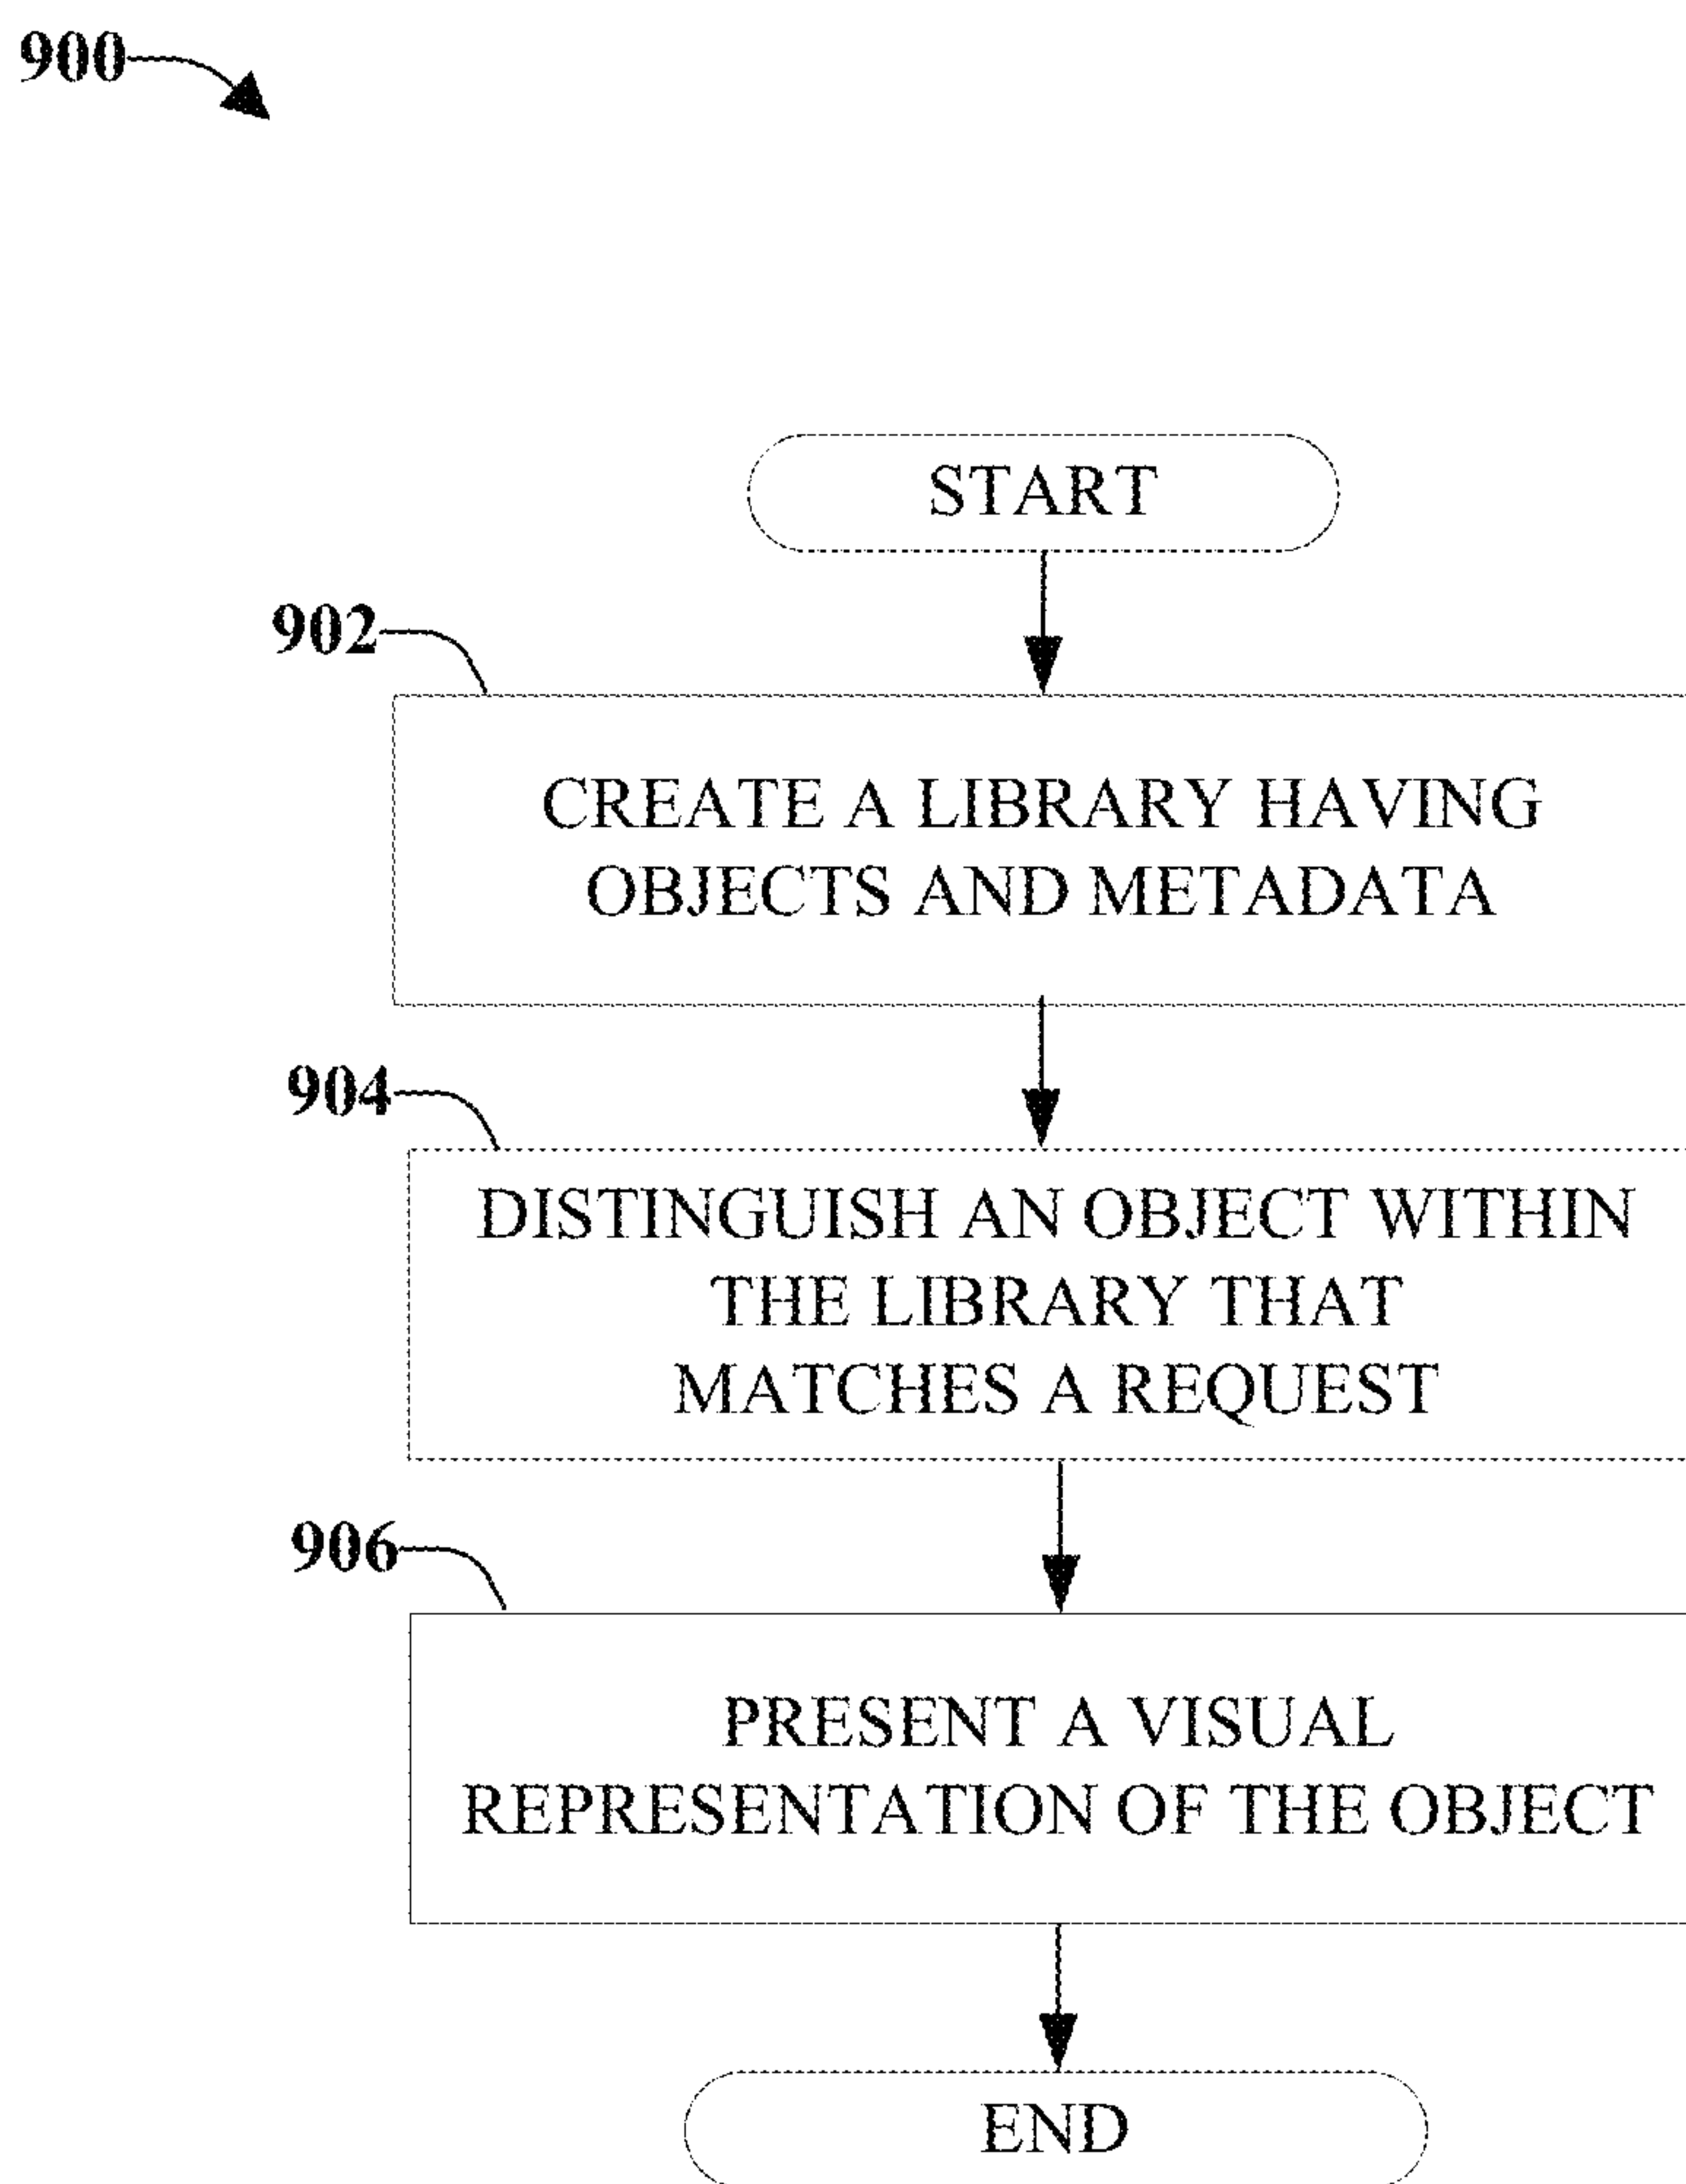 900
START
902
CREATE A LIBRARY HAVING
OBJECTS AND METADATA
904
DISTINGUISH AN OBJECT WITHIN
THE LIBRARY THAT
MATCHES A REQUEST
906
PRESENT A VISUAL
REPRESENTATION OF THE OBJECT
END